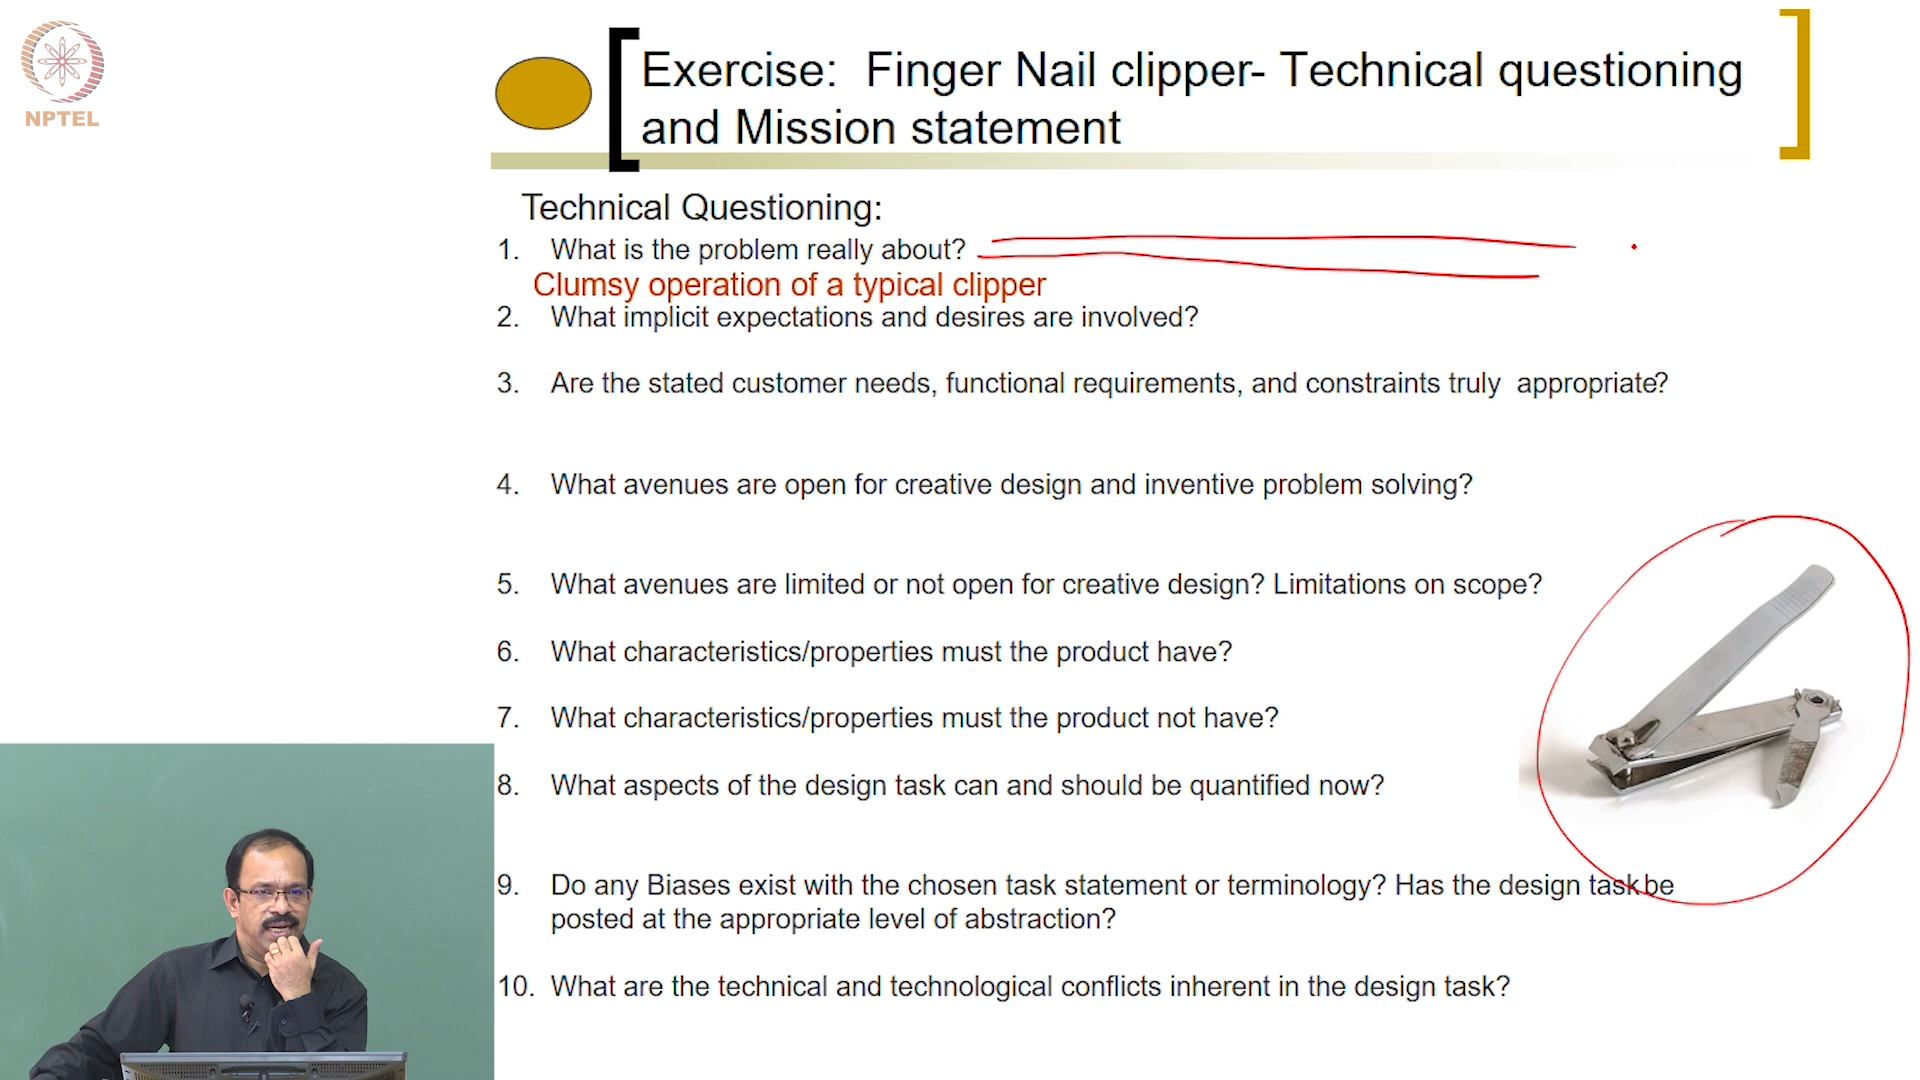 NPTEL
Exercise: Finger Nail clipper- Technical questioning
and Mission statement
Technical Questioning:
1. What is the problem really about?
Clumsy operation of a typical clipper
2. What implicit expectations and desires are involved?
3. Are the stated customer needs, functional requirements, and constraints truly appropriate?
4. What avenues are open for creative design and inventive problem solving?
5. What avenues are limited or not open for creative design? Limitations on scope?
6. What characteristics/properties must the product have?
7. What characteristics/properties must the product not have?
8. What aspects of the design task can and should be quantified now?
9. Do any Biases exist with the chosen task statement or terminology? Has the design task be
posted at the appropriate level of abstraction?
10. What are the technical and technological conflicts inherent in the design task?